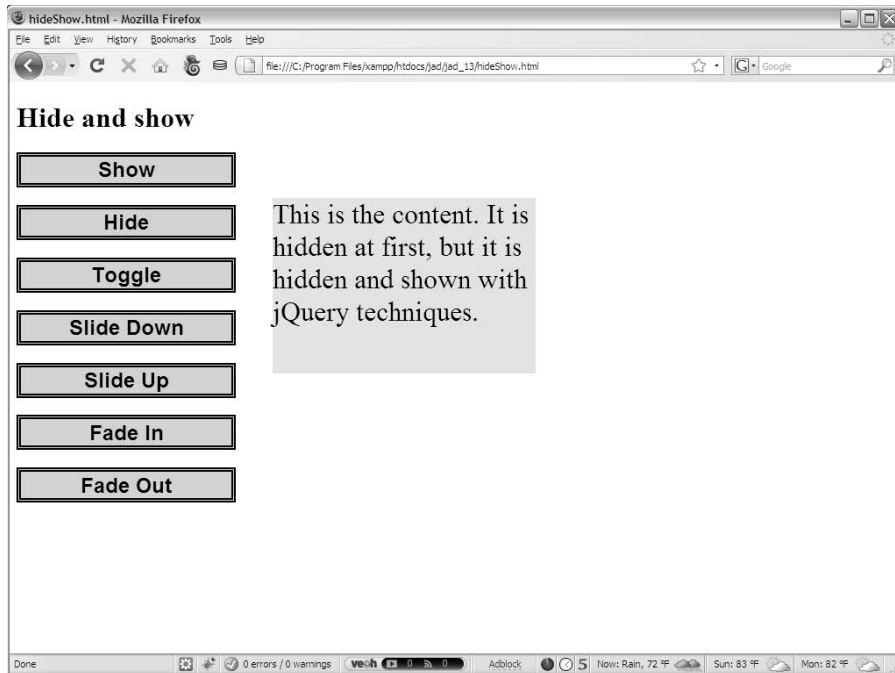 hideShow.html - Mozilla Firefox
File Edit View History Bookmarks Tools Help
file:///C:/Program Files/xampp/htdocs/jad/jad_13/hideShow.html
G Google
Hide and show
Show
Hide
Toggle
Slide Down
Slide Up
Fade In
Fade Out
This is the content. It is
hidden at first, but it is
hidden and shown with
jQuery techniques.
Done 0 errors / 0 warnings veoh 0 0 Adblock 5 Now: Rain, 72 °F Sun: 83 °F Mon: 82 °F